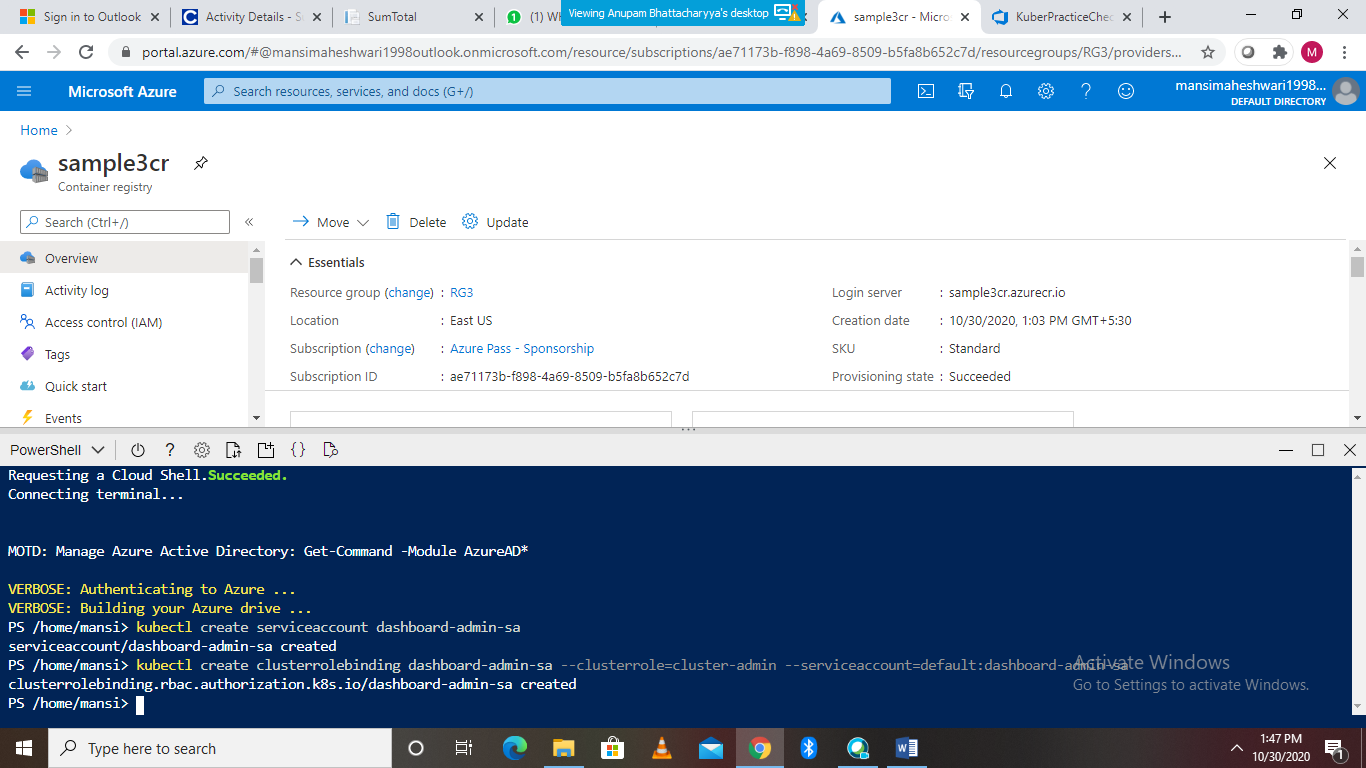 Sign in to Outlook
Activity Details - S
SumTotal
(1) Wh
Viewing Anupam Bhattacharyya's desktop
sample3cr - Micros
KuberPracticeChec
portal.azure.com/#@mansimaheshwari1998outlook.onmicrosoft.com/resource/subscriptions/ae71173b-f898-4a69-8509-b5fa8b652c7d/resourcegroups/RG3/providers...
M
Microsoft Azure
Search resources, services, and docs (G+/)
mansimaheshwari1998...
DEFAULT DIRECTORY
Home
sample3cr
Container registry
Search (Ctrl+/)
Move
Delete
Update
Overview
Activity log
Access control (IAM)
Tags
Quick start
Events
Essentials
Resource group (change) : RG3
Location : East US
Subscription (change) : Azure Pass - Sponsorship
Subscription ID : ae71173b-f898-4a69-8509-b5fa8b652c7d
Login server : sample3cr.azurecr.io
Creation date : 10/30/2020, 1:03 PM GMT+5:30
SKU : Standard
Provisioning state : Succeeded
PowerShell
Requesting a Cloud Shell.Succeeded.
Connecting terminal...
MOTD: Manage Azure Active Directory: Get-Command -Module AzureAD*
VERBOSE: Authenticating to Azure ...
VERBOSE: Building your Azure drive ...
PS /home/mansi> kubectl create serviceaccount dashboard-admin-sa
serviceaccount/dashboard-admin-sa created
PS /home/mansi> kubectl create clusterrolebinding dashboard-admin-sa --clusterrole=cluster-admin --serviceaccount=default:dashboard-admin-sa
clusterrolebinding.rbac.authorization.k8s.io/dashboard-admin-sa created
PS /home/mansi>
Activate Windows
Go to Settings to activate Windows.
Type here to search
1:47 PM
10/30/2020
1